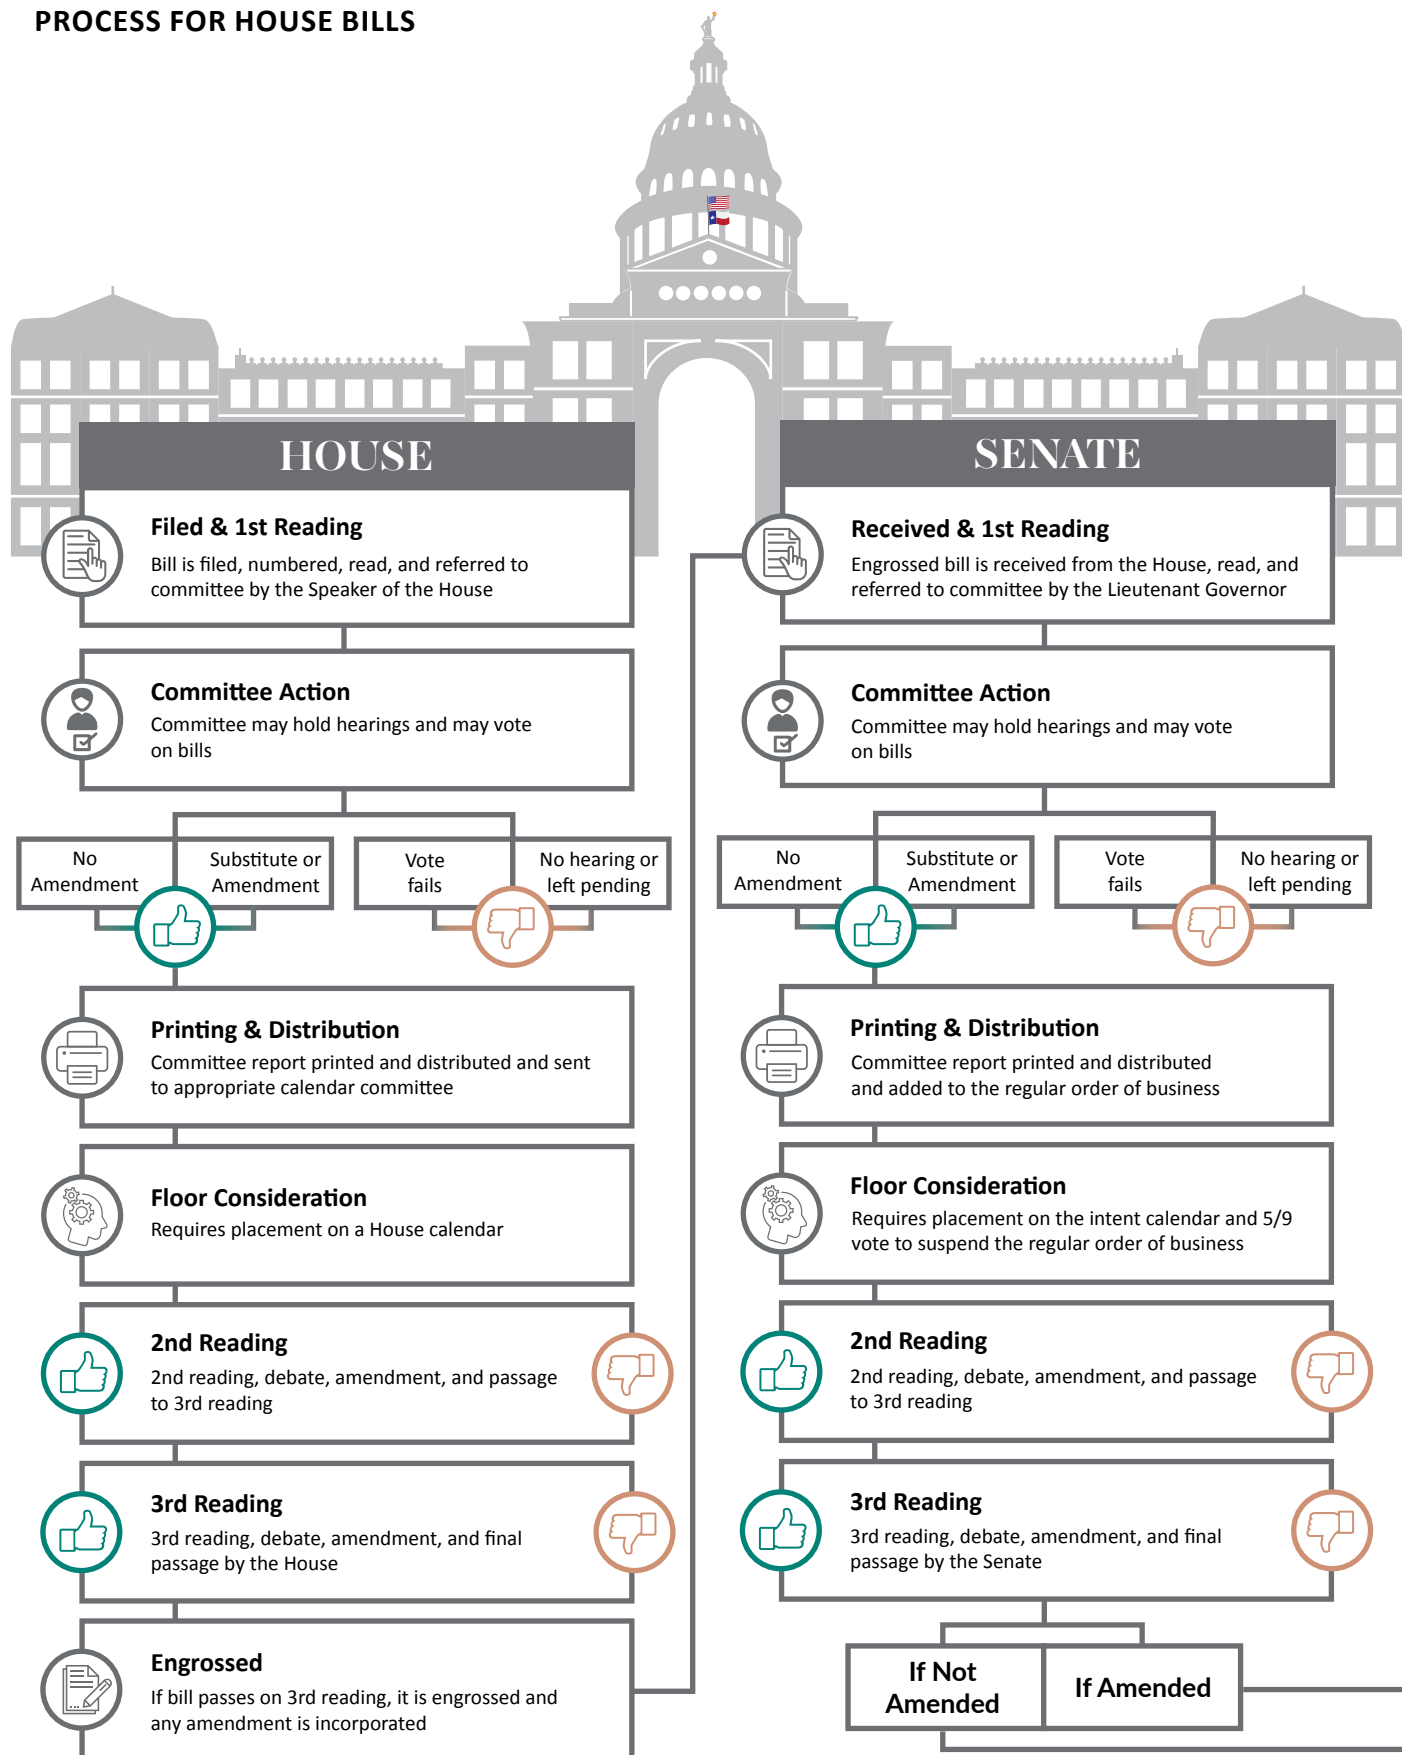 PROCESS FOR HOUSE BILLS
HOUSE
Filed & 1st Reading
Bill is filed, numbered, read, and referred to
committee by the Speaker of the House
Committee Action
Committee may hold hearings and may vote
on bills
No
Amendment
Substitute or
Amendment
Vote
fails
No hearing or
left pending
Printing & Distribution
Committee report printed and distributed and sent
to appropriate calendar committee
Floor Consideration
Requires placement on a House calendar
2nd Reading
2nd reading, debate, amendment, and passage
to 3rd reading
3rd Reading
3rd reading, debate, amendment, and final
passage by the House
Engrossed
If bill passes on 3rd reading, it is engrossed and
any amendment is incorporated
SENATE
Received & 1st Reading
Engrossed bill is received from the House, read, and
referred to committee by the Lieutenant Governor
Committee Action
Committee may hold hearings and may vote
on bills
No
Amendment
Substitute or
Amendment
Vote
fails
No hearing or
left pending
Printing & Distribution
Committee report printed and distributed
and added to the regular order of business
Floor Consideration
Requires placement on the intent calendar and 5/9
vote to suspend the regular order of business
2nd Reading
2nd reading, debate, amendment, and passage
to 3rd reading
3rd Reading
3rd reading, debate, amendment, and final
passage by the Senate
If Not
Amended
If Amended